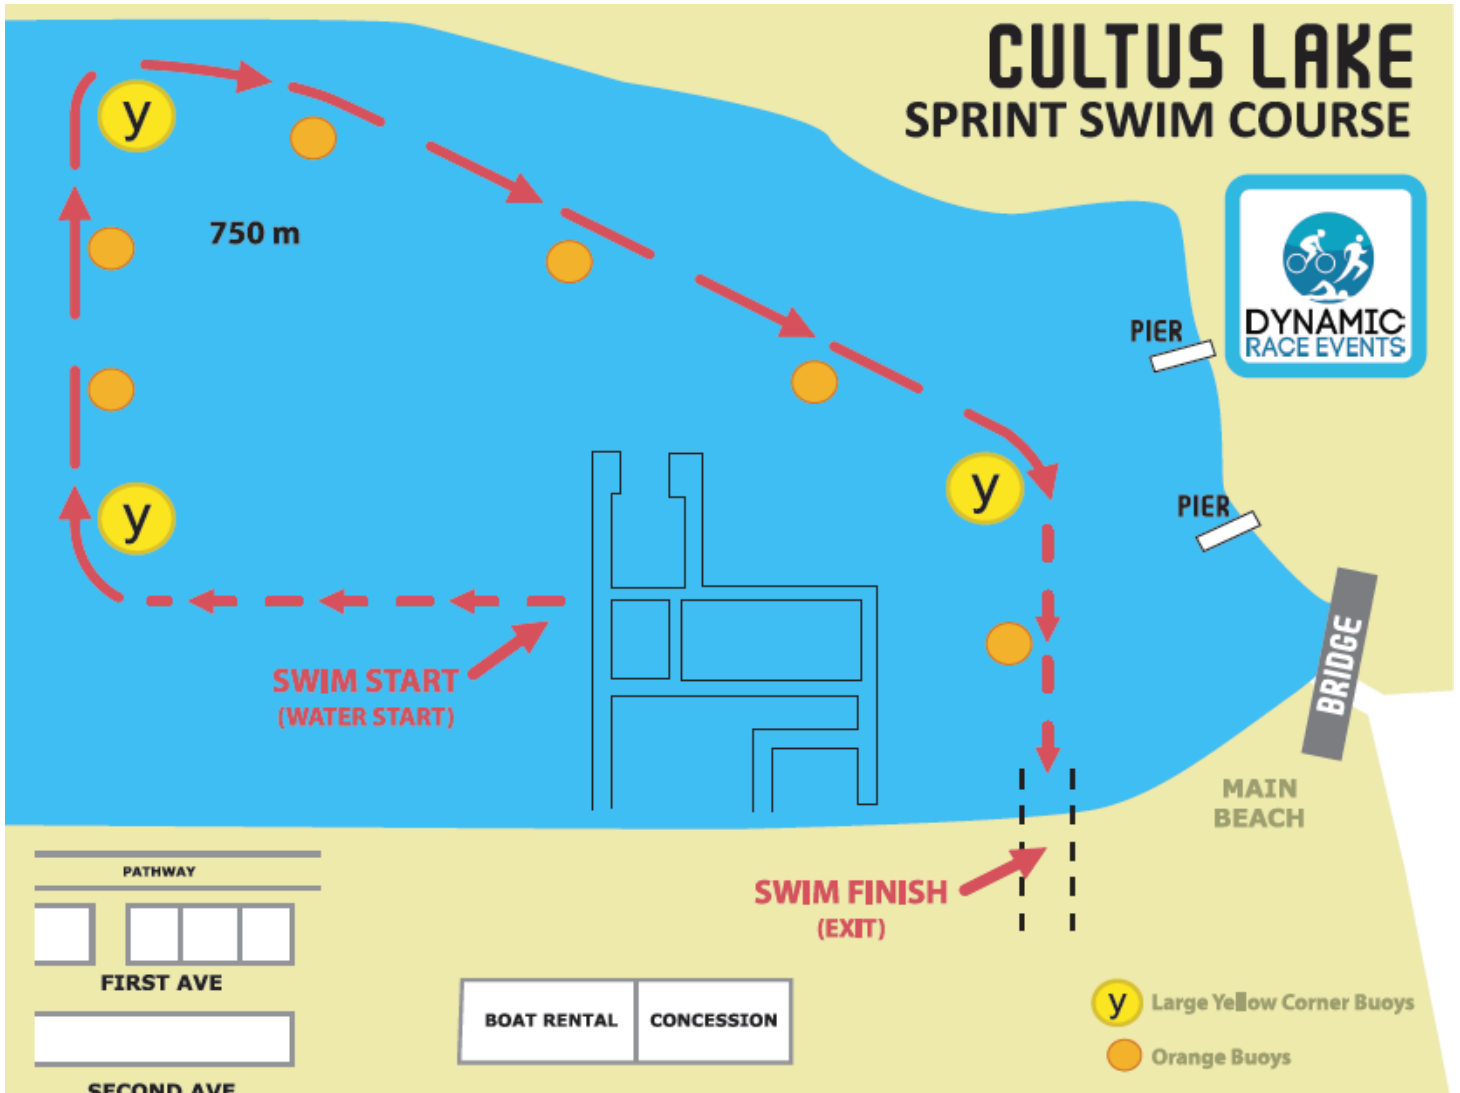 CULTUS LAKE
SPRINT SWIM COURSE
y
750 m
DYNAMIC
RACE EVENTS
PIER
y
PIER
y
BRIDGE
SWIM START
(WATER START)
MAIN
BEACH
PATHWAY
SWIM FINISH
(EXIT)
FIRST AVE
BOAT RENTAL
CONCESSION
y
Large Yellow Corner Buoys
Orange Buoys
SECOND AVE